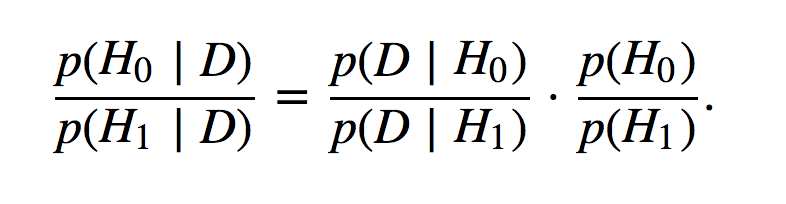 p(H₀ | D) / p(H₁ | D) = p(D | H₀) / p(D | H₁) · p(H₀) / p(H₁).